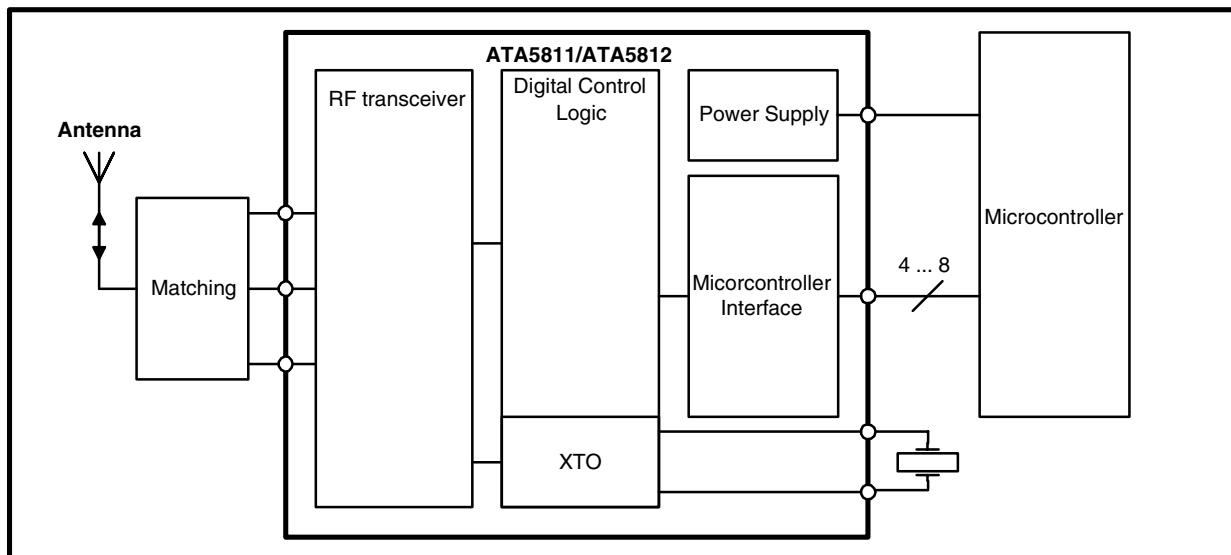 ATA5811/ATA5812
RF transceiver
Digital Control
Logic
Power Supply
Antenna
Microcontroller
Matching
4 ... 8
Micorcontroller
Interface
XTO